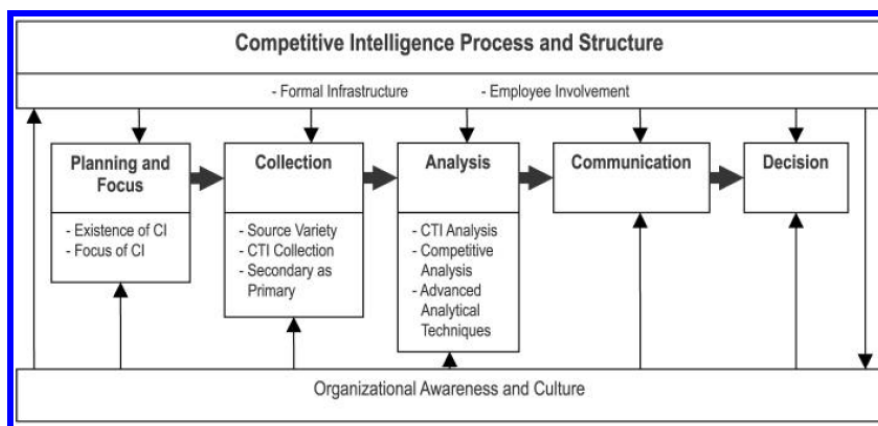 Competitive Intelligence Process and Structure
- Formal Infrastructure - Employee Involvement
Planning and
Focus
- Existence of CI
- Focus of CI
Collection
- Source Variety
- CTI Collection
- Secondary as
Primary
Analysis
- CTI Analysis
- Competitive
Analysis
- Advanced
Analytical
Techniques
Communication
Decision
Organizational Awareness and Culture